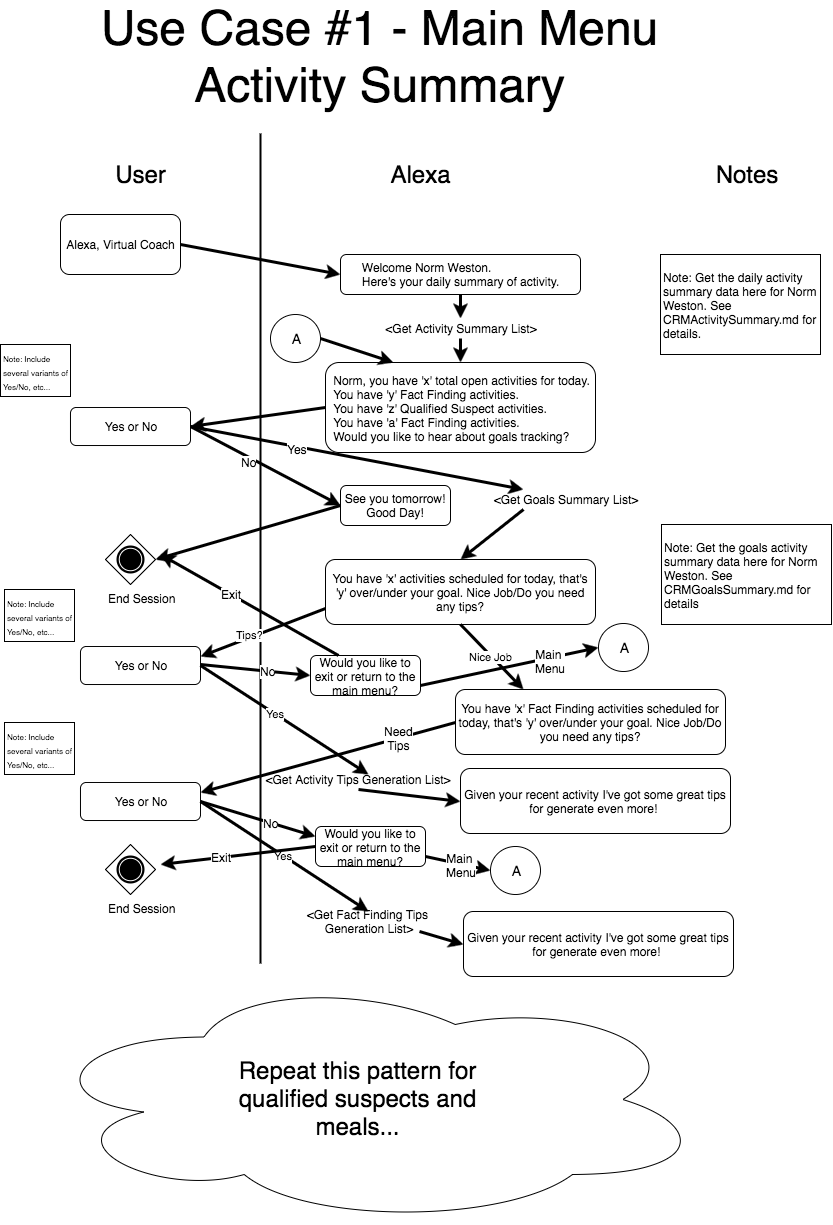 Use Case #1 - Main Menu
Activity Summary
User
Alexa
Notes
Alexa, Virtual Coach
Welcome Norm Weston.
Here's your daily summary of activity.
Note: Get the daily activity
summary data here for Norm
Weston. See
CRMActivitySummary.md for
details.
<Get Activity Summary List>
A
Note: Include
several variants of
Yes/No, etc...
Norm, you have 'x' total open activities for today.
You have 'y' Fact Finding activities.
You have 'z' Qualified Suspect activities.
You have 'a' Fact Finding activities.
Would you like to hear about goals tracking?
Yes or No
Yes
No
See you tomorrow!
Good Day!
<Get Goals Summary List>
Note: Get the goals activity
summary data here for Norm
Weston. See
CRMGoalsSummary.md for
details
End Session
You have 'x' activities scheduled for today, that's
'y' over/under your goal. Nice Job/Do you need
any tips?
Exit
Note: Include
several variants of
Yes/No, etc...
Tips?
Yes or No
No
Would you like to
exit or return to the
main menu?
Nice Job
Main
Menu
A
Yes
You have 'x' Fact Finding activities scheduled for
today, that's 'y' over/under your goal. Nice Job/Do
you need any tips?
Need
Tips
Note: Include
several variants of
Yes/No, etc...
<Get Activity Tips Generation List>
Given your recent activity I've got some great tips
for generate even more!
Yes or No
No
Would you like to
exit or return to the
main menu?
Exit
Yes
Main
Menu
A
End Session
<Get Fact Finding Tips
Generation List>
Given your recent activity I've got some great tips
for generate even more!
Repeat this pattern for
qualified suspects and
meals...